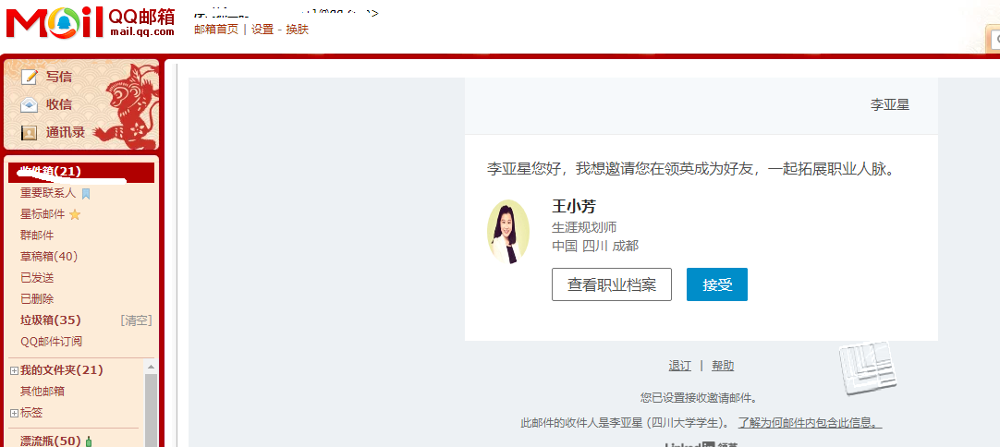 Mail QQ邮箱
mail.qq.com
邮箱首页 | 设置 - 换肤
写信
收信
通讯录
收件箱(21)
重要联系人
星标邮件
群邮件
草稿箱(40)
已发送
已删除
垃圾箱(35) [清空]
QQ邮件订阅
我的文件夹(21)
其他邮箱
标签
漂流瓶(50)
李亚星
李亚星您好，我想邀请您在领英成为好友，一起拓展职业人脉。
王小芳
生涯规划师
中国 四川 成都
查看职业档案 接受
退订 | 帮助
您已设置接收邀请邮件。
此邮件的收件人是李亚星 (四川大学学生)。 了解为何邮件内包含此信息。